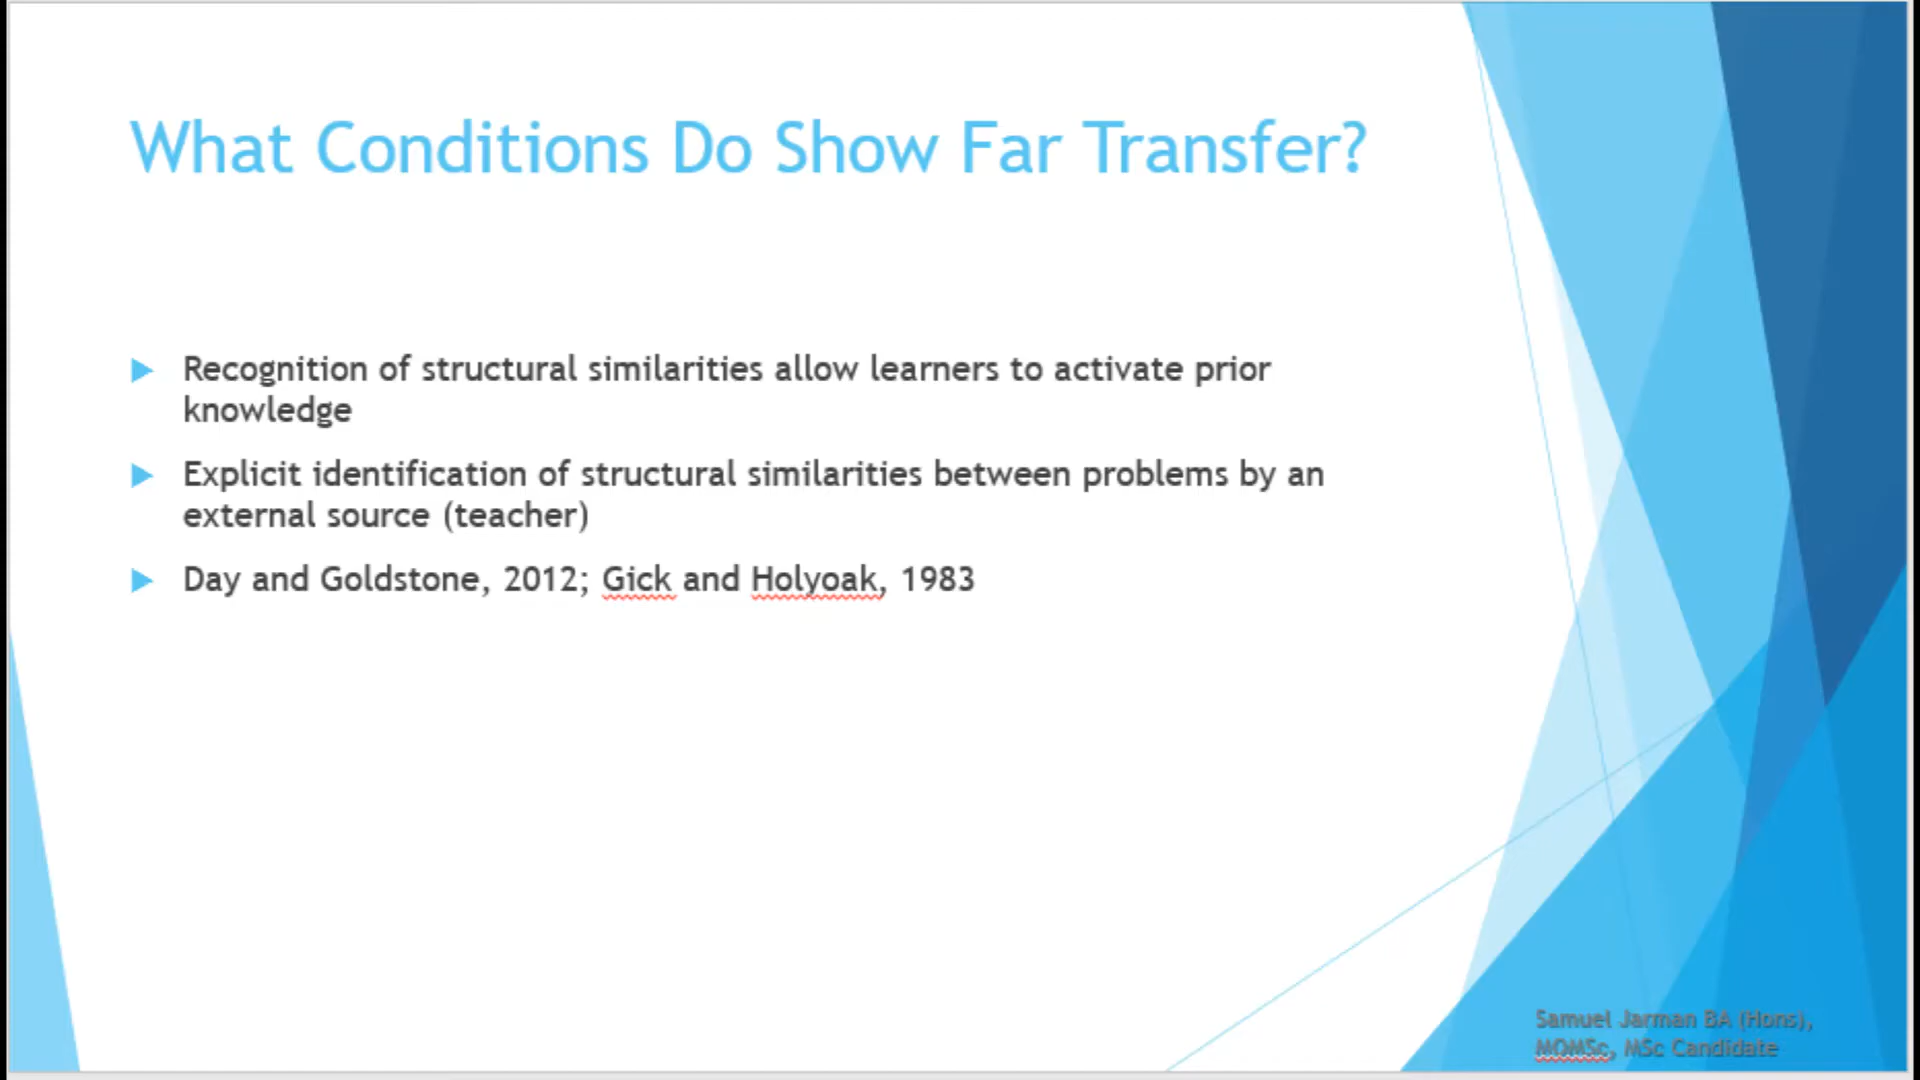 What Conditions Do Show Far Transfer?
Recognition of structural similarities allow learners to activate prior
knowledge
Explicit identification of structural similarities between problems by an
external source (teacher)
Day and Goldstone, 2012; Gick and Holyoak, 1983
Samuel Jarman BA (Hons),
MOMSc, MSc Candidate